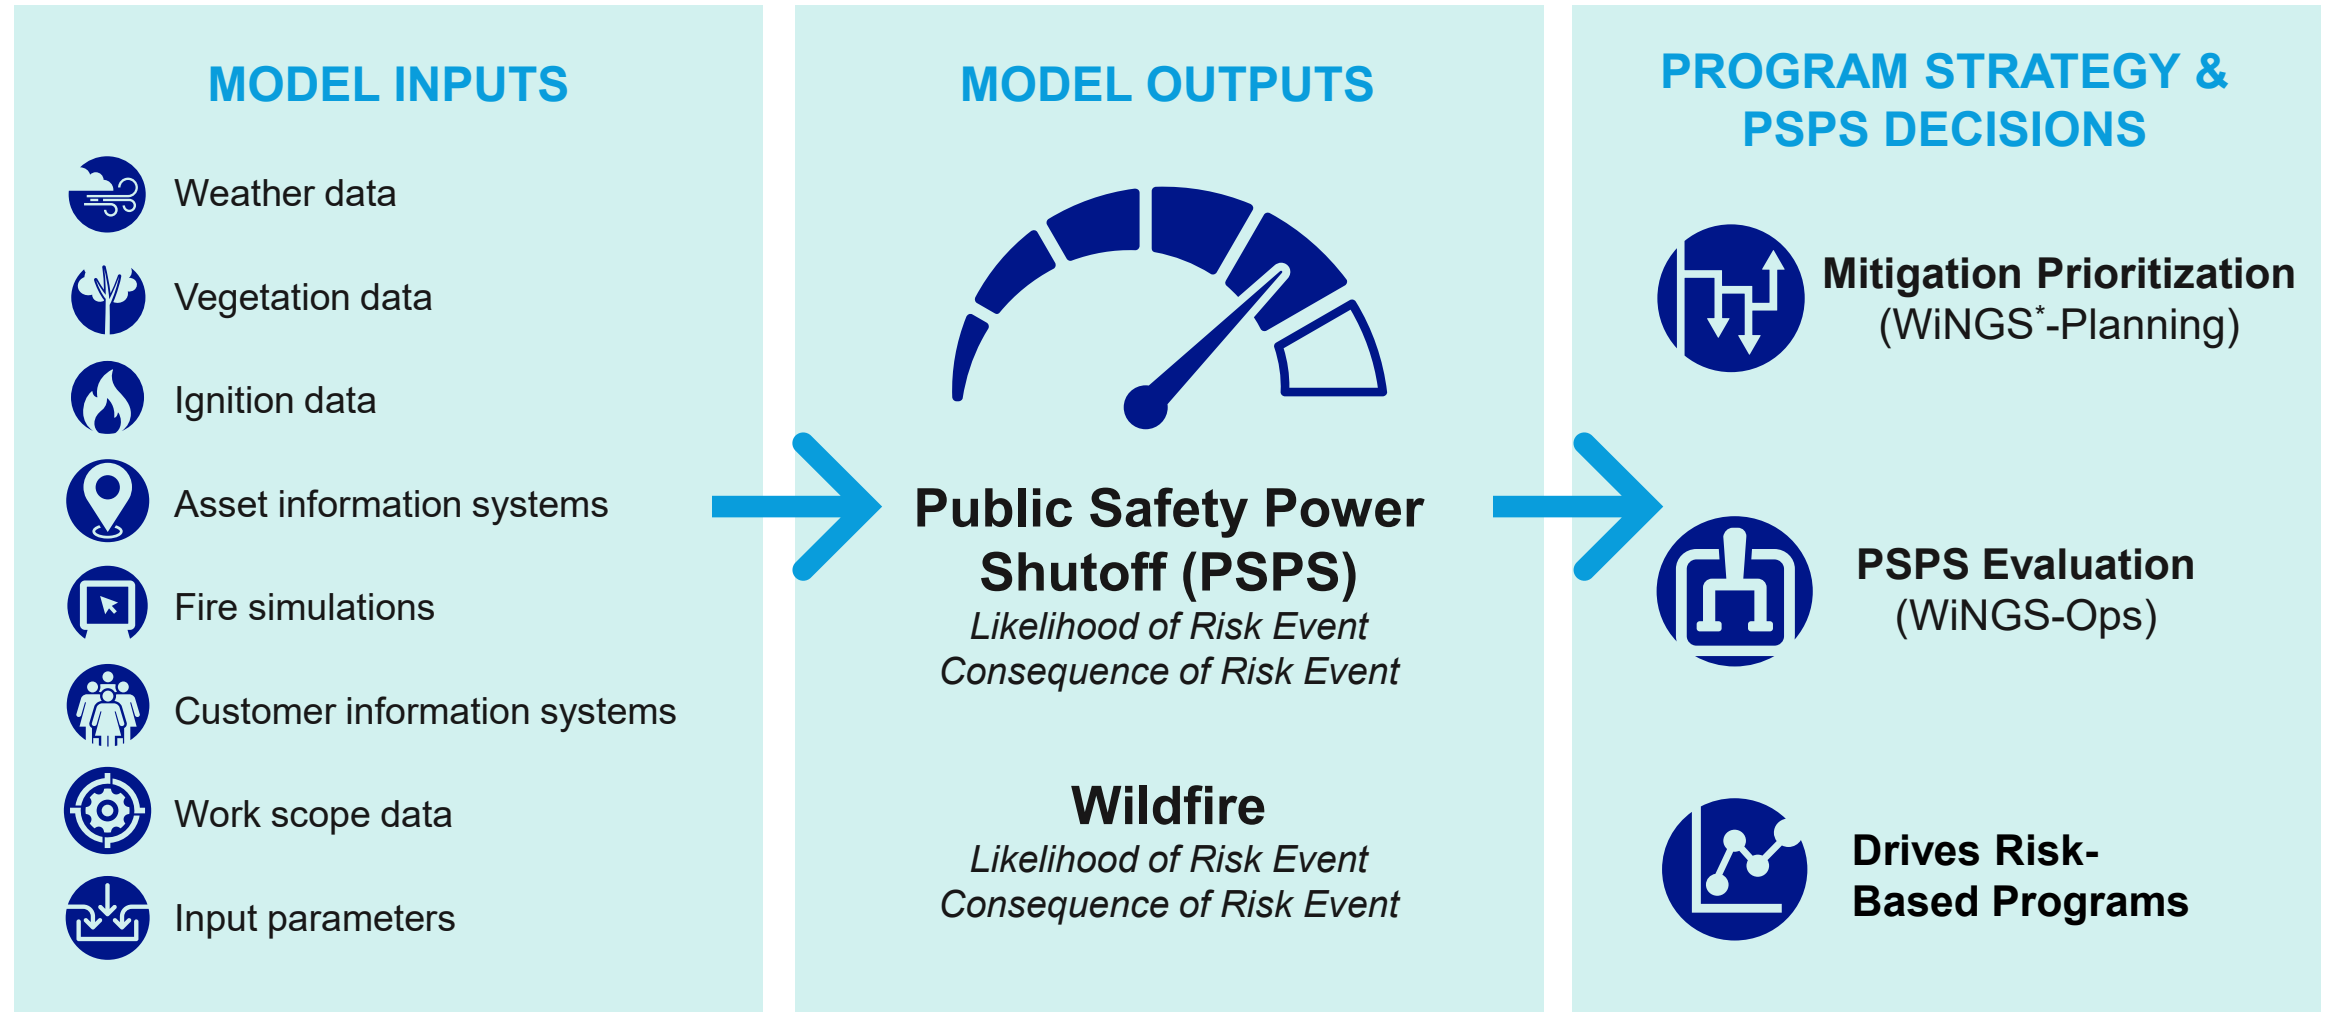 MODEL INPUTS
Weather data
Vegetation data
Ignition data
Asset information systems
Fire simulations
Customer information systems
Work scope data
Input parameters
MODEL OUTPUTS
Public Safety Power
Shutoff (PSPS)
Likelihood of Risk Event
Consequence of Risk Event
Wildfire
Likelihood of Risk Event
Consequence of Risk Event
PROGRAM STRATEGY &
PSPS DECISIONS
Mitigation Prioritization
(WiNGS*-Planning)
PSPS Evaluation
(WiNGS-Ops)
Drives Risk-
Based Programs